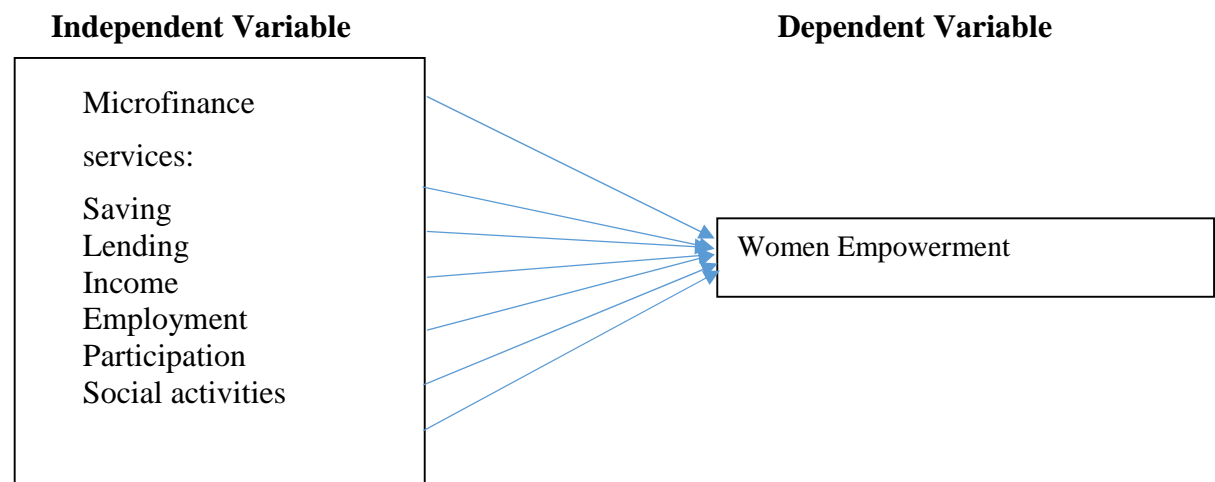 Independent Variable
Dependent Variable
Microfinance
services:
Saving
Lending
Income
Employment
Participation
Social activities
Women Empowerment